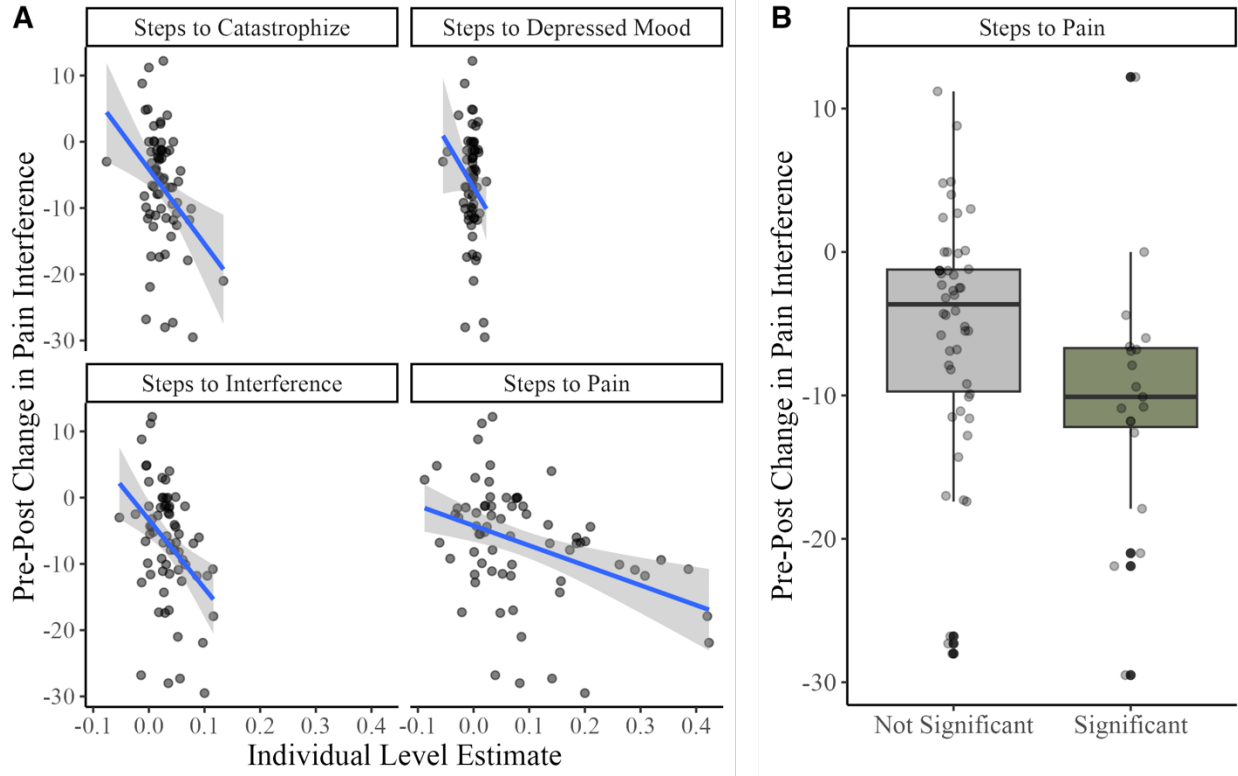 A
Steps to Catastrophize
Steps to Depressed Mood
Pre-Post Change in Pain Interference
10
0
-10
-20
-30
Steps to Interference
Steps to Pain
10
0
-10
-20
-30
-0.1 0.0 0.1 0.2 0.3 0.4
-0.1 0.0 0.1 0.2 0.3 0.4
Individual Level Estimate
B
Steps to Pain
Pre-Post Change in Pain Interference
10
0
-10
-20
-30
Not Significant
Significant